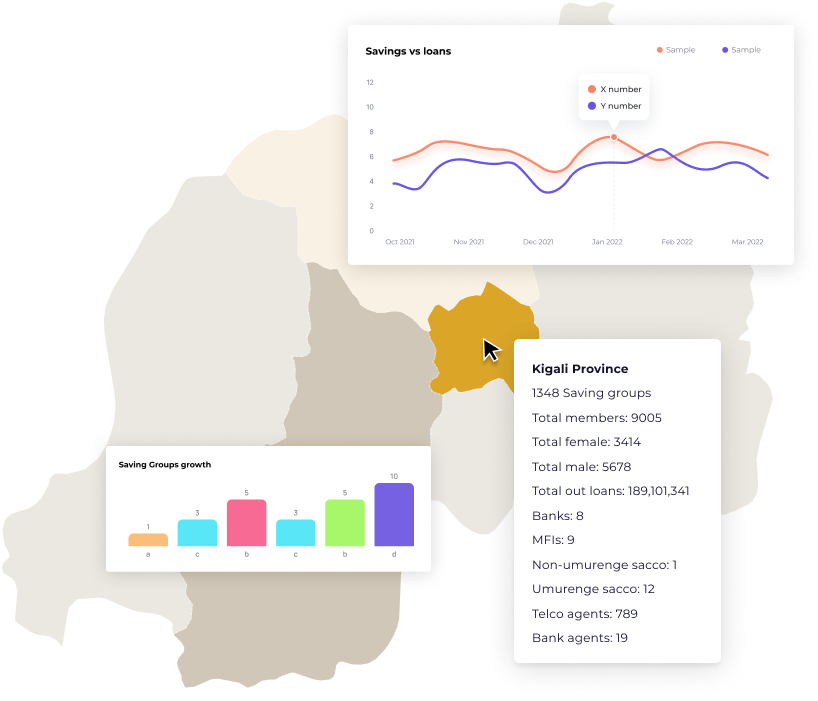 Savings vs loans
Sample
Sample
X number
Y number
12
10
8
6
4
2
0
Oct 2021
Nov 2021
Dec 2021
Jan 2022
Feb 2022
Mar 2022
Kigali Province
1348 Saving groups
Total members: 9005
Total female: 3414
Total male: 5678
Total out loans: 189,101,341
Banks: 8
MFIs: 9
Non-umurenge sacco: 1
Umurenge sacco: 12
Telco agents: 789
Bank agents: 19
Saving Groups growth
1
3
5
3
5
10
a
c
b
c
b
d